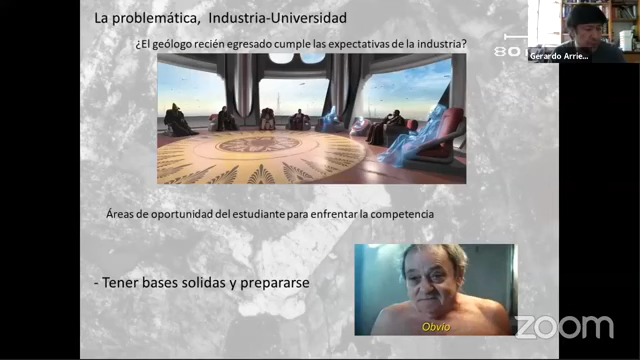 La problemática, Industria-Universidad
¿El geólogo recién egresado cumple las expectativas de la industria?
80
Gerardo Arrie...
Áreas de oportunidad del estudiante para enfrentar la competencia
- Tener bases solidas y prepararse
Obvio
zoom